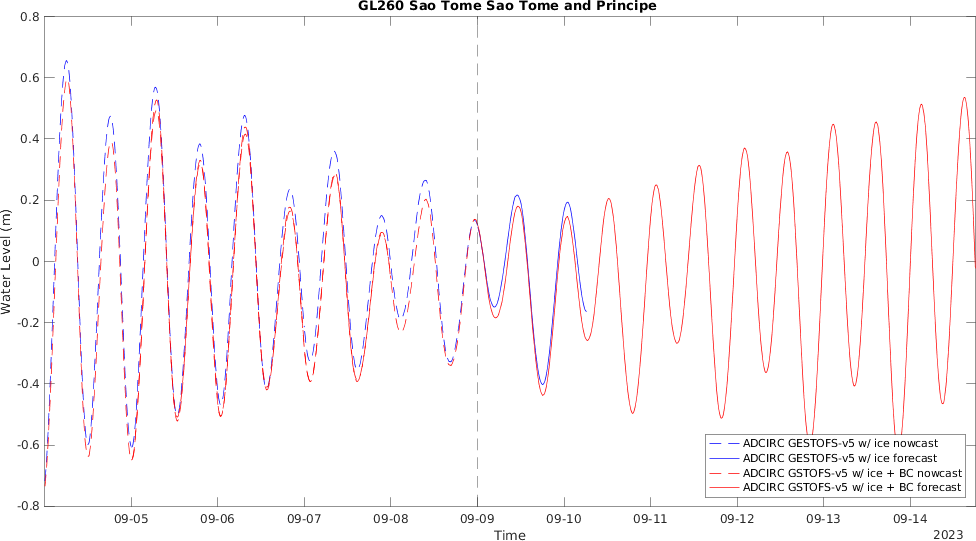 GL260 Sao Tome Sao Tome and Principe
Water Level (m)
0.8
0.6
0.4
0.2
0
-0.2
-0.4
-0.6
-0.8
ADCIRC GESTOFS-v5 w/ ice nowcast
ADCIRC GESTOFS-v5 w/ ice forecast
ADCIRC GSTOFS-v5 w/ ice + BC nowcast
ADCIRC GSTOFS-v5 w/ ice + BC forecast
09-05 09-06 09-07 09-08 09-09 09-10 09-11 09-12 09-13 09-14
Time
2023